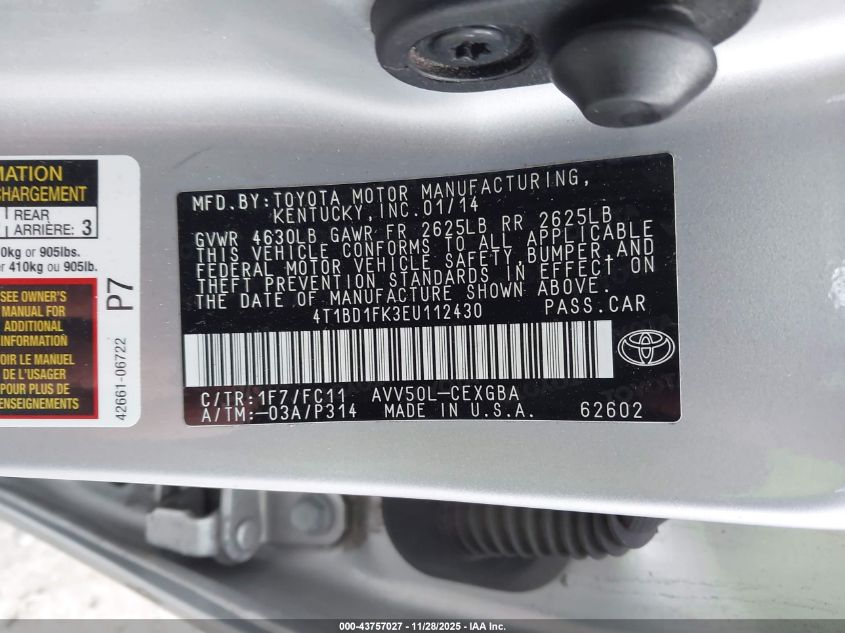 MATION
CHARGEMENT
REAR
ARRIÈRE: 3
0kg or 905lbs.
r 410kg ou 905lb.
SEE OWNER'S
MANUAL FOR
ADDITIONAL
INFORMATION
VOIR LE MANUEL
DE L'USAGER
POUR PLUS DE
RENSEIGNEMENTS
P7
42661-06722
MFD.BY:TOYOTA MOTOR MANUFACTURING,
KENTUCKY,INC.01/14
GVWR 4630LB GAWR FR 2625LB RR 2625LB
THIS VEHICLE CONFORMS TO ALL APPLICABLE
FEDERAL MOTOR VEHICLE SAFETY,BUMPER,AND
THEFT PREVENTION STANDARDS IN EFFECT ON
THE DATE OF MANUFACTURE SHOWN ABOVE.
4T1BD1FK3EU112430 PASS.CAR
C/TR:1F7/FC11 AVV50L-CEXGBA
A/TM:-03A/P314 MADE IN U.S.A. 62602
000-43757027 - 11/28/2025 - IAA Inc.